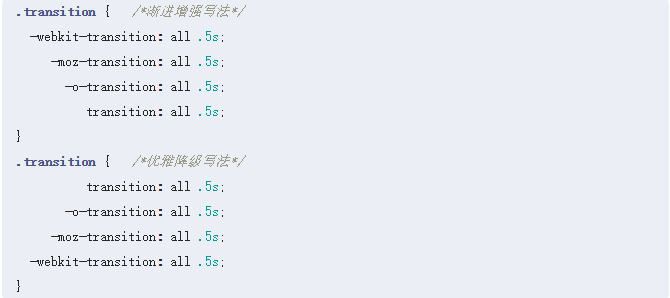 .transition {   /*渐进增强写法*/
  -webkit-transition: all .5s;
     -moz-transition: all .5s;
       -o-transition: all .5s;
          transition: all .5s;
}
.transition {   /*优雅降级写法*/
          transition: all .5s;
       -o-transition: all .5s;
     -moz-transition: all .5s;
  -webkit-transition: all .5s;
}